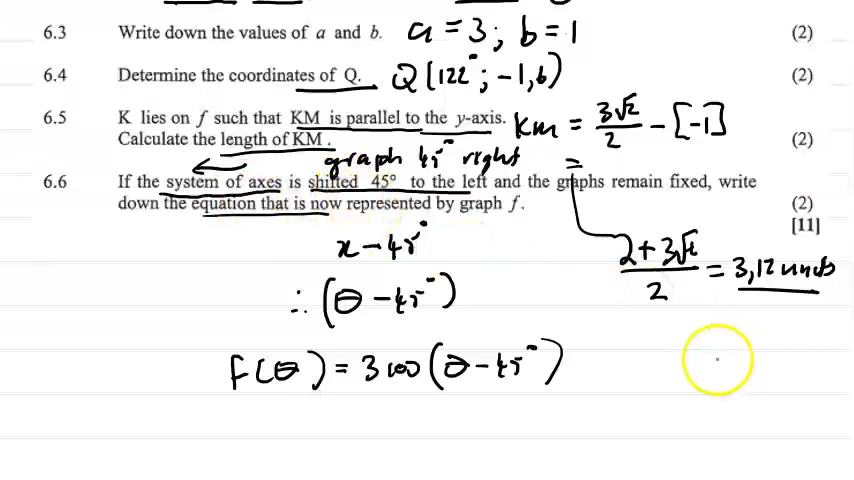 6.3 Write down the values of a and b. a = 3; b = 1 (2)
6.4 Determine the coordinates of Q. Q(122°; -1,6) (2)
6.5 K lies on f such that KM is parallel to the y-axis. KM = 3√2/2 - [-1]
Calculate the length of KM. (2)
graph 45° right =
6.6 If the system of axes is shifted 45° to the left and the graphs remain fixed, write
down the equation that is now represented by graph f. (2)
[11]
x - 45°
2+3√2/2 = 3,12 units
∴ (θ - 45°)
F(θ) = 3 cos(θ - 45°)